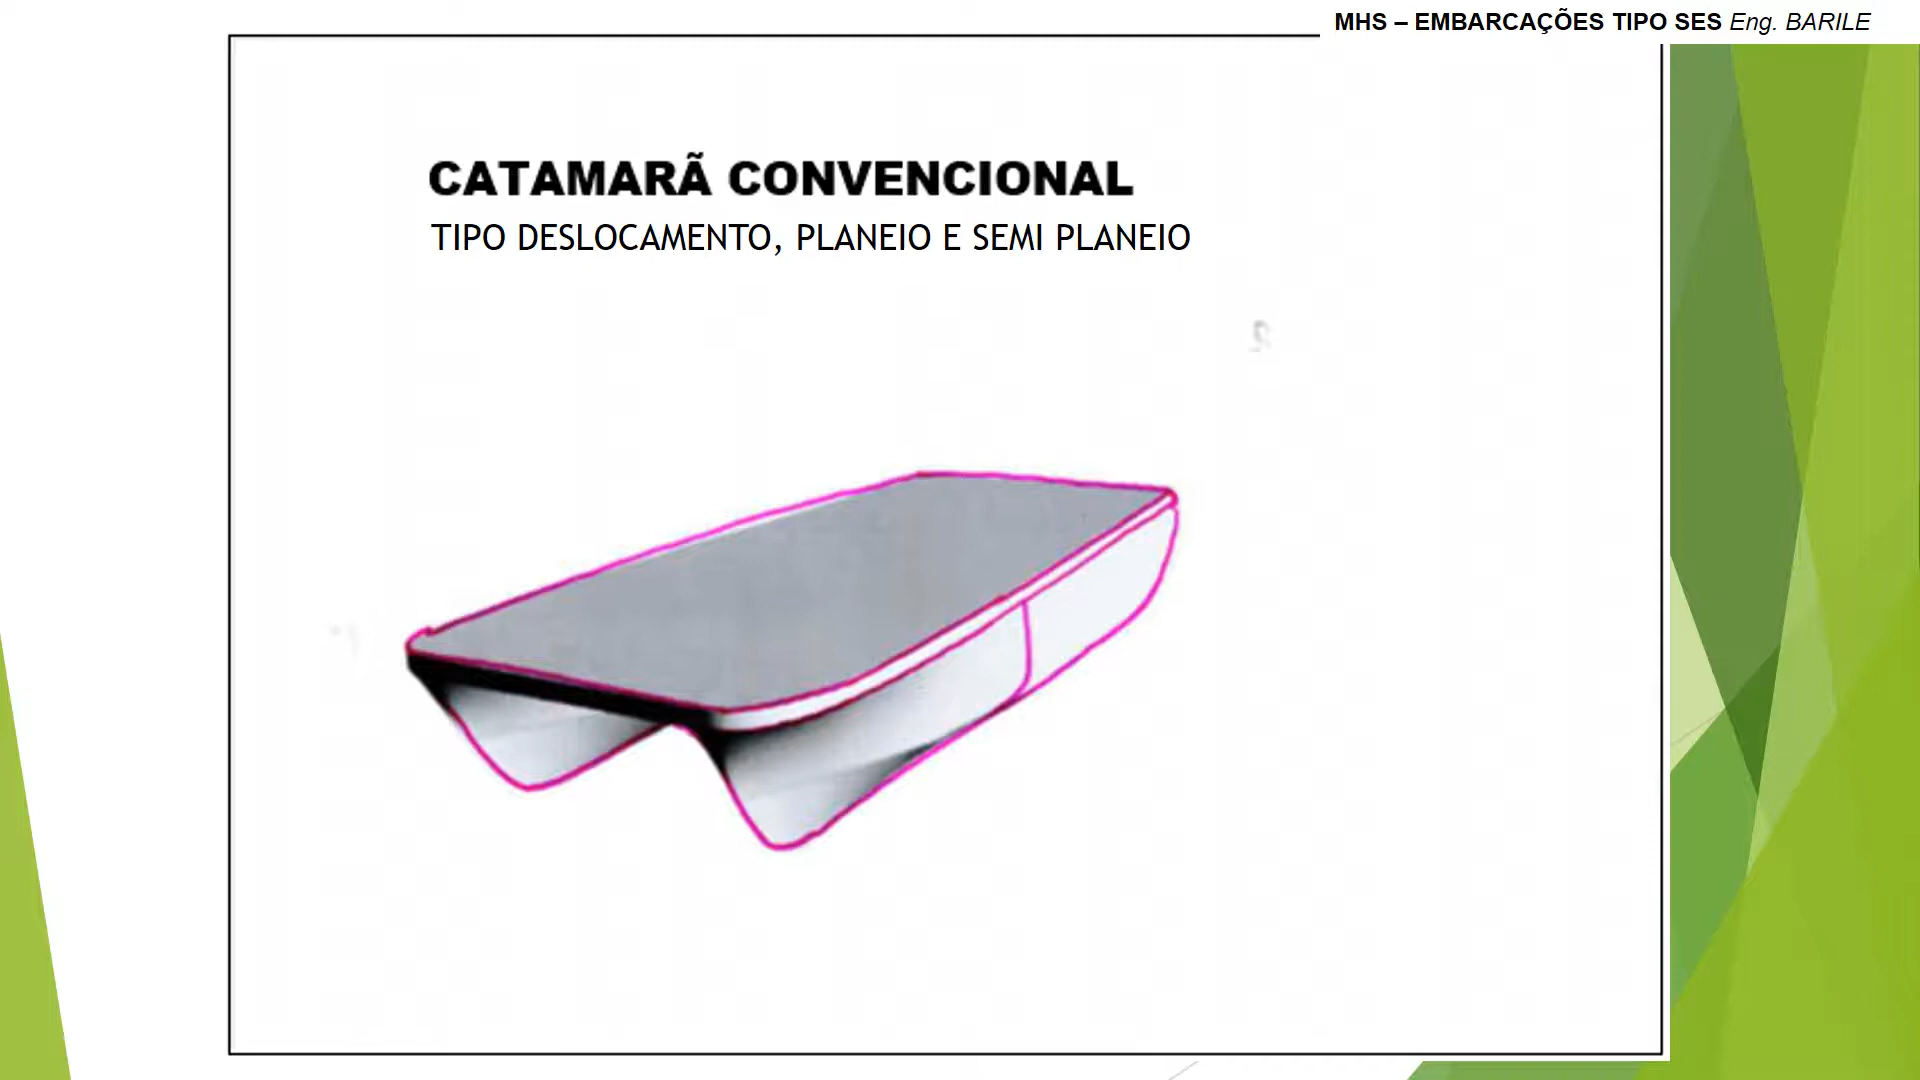 MHS – EMBARCAÇÕES TIPO SES Eng. BARILE
CATAMARÃ CONVENCIONAL
TIPO DESLOCAMENTO, PLANEIO E SEMI PLANEIO